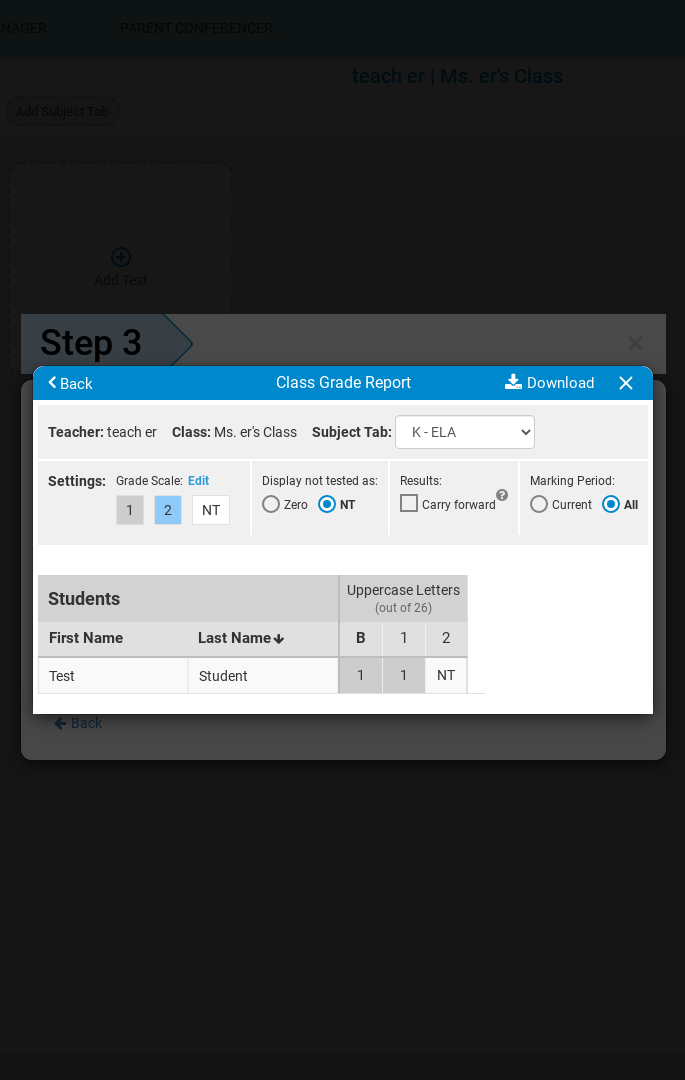 NAGER PARENT CONFERENCER
teach er | Ms. er's Class
Add Subject Tab
Add Test
Step 3
Back Class Grade Report Download
Teacher: teach er Class: Ms. er's Class Subject Tab: K - ELA
Settings: Grade Scale: Edit Display not tested as: Results: Marking Period:
1 2 NT Zero NT Carry forward ? Current All
Students Uppercase Letters
(out of 26)
First Name Last Name B 1 2
Test Student 1 1 NT
Back